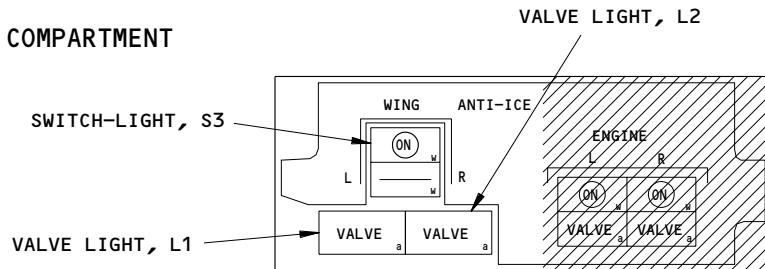 VALVE LIGHT, L2
COMPARTMENT
WING ANTI-ICE
SWITCH-LIGHT, S3
ENGINE
ON
w
L R
L R
w
ON w ON w
VALVE a VALVE a
VALVE a VALVE a
VALVE LIGHT, L1